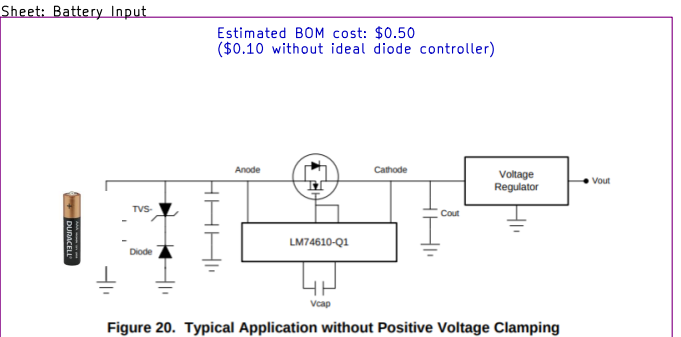 Sheet: Battery Input
Estimated BOM cost: $0.50
($0.10 without ideal diode controller)
Anode
Cathode
Voltage
Regulator
Vout
TVS-
Cout
DURACELL
LM74610-Q1
Diode
Vcap
Figure 20. Typical Application without Positive Voltage Clamping